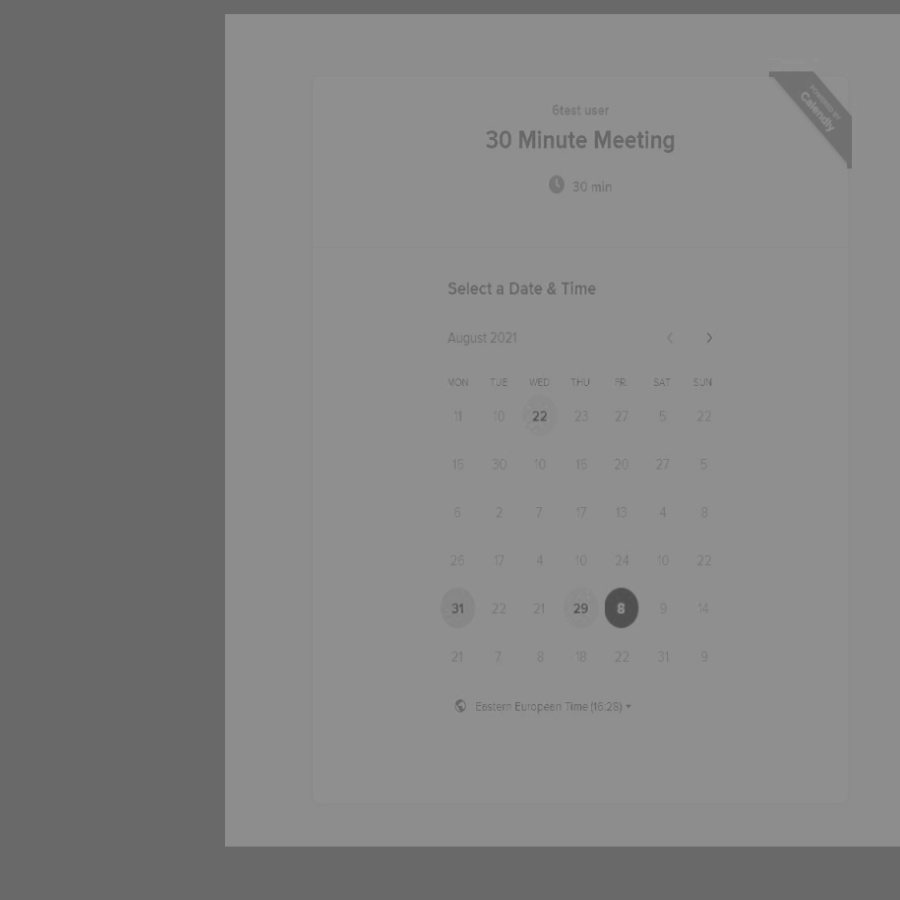 POWERED BY
Calendly
6test user
30 Minute Meeting
30 min
Select a Date & Time
August 2021
MON TUE WED THU FR SAT SUN
11 10 22 23 27 5 22
16 30 10 16 20 27 5
6 2 7 17 13 4 8
26 17 4 10 24 10 22
31 22 21 29 8 9 14
21 7 8 18 22 31 9
Eastern European Time (16:28)